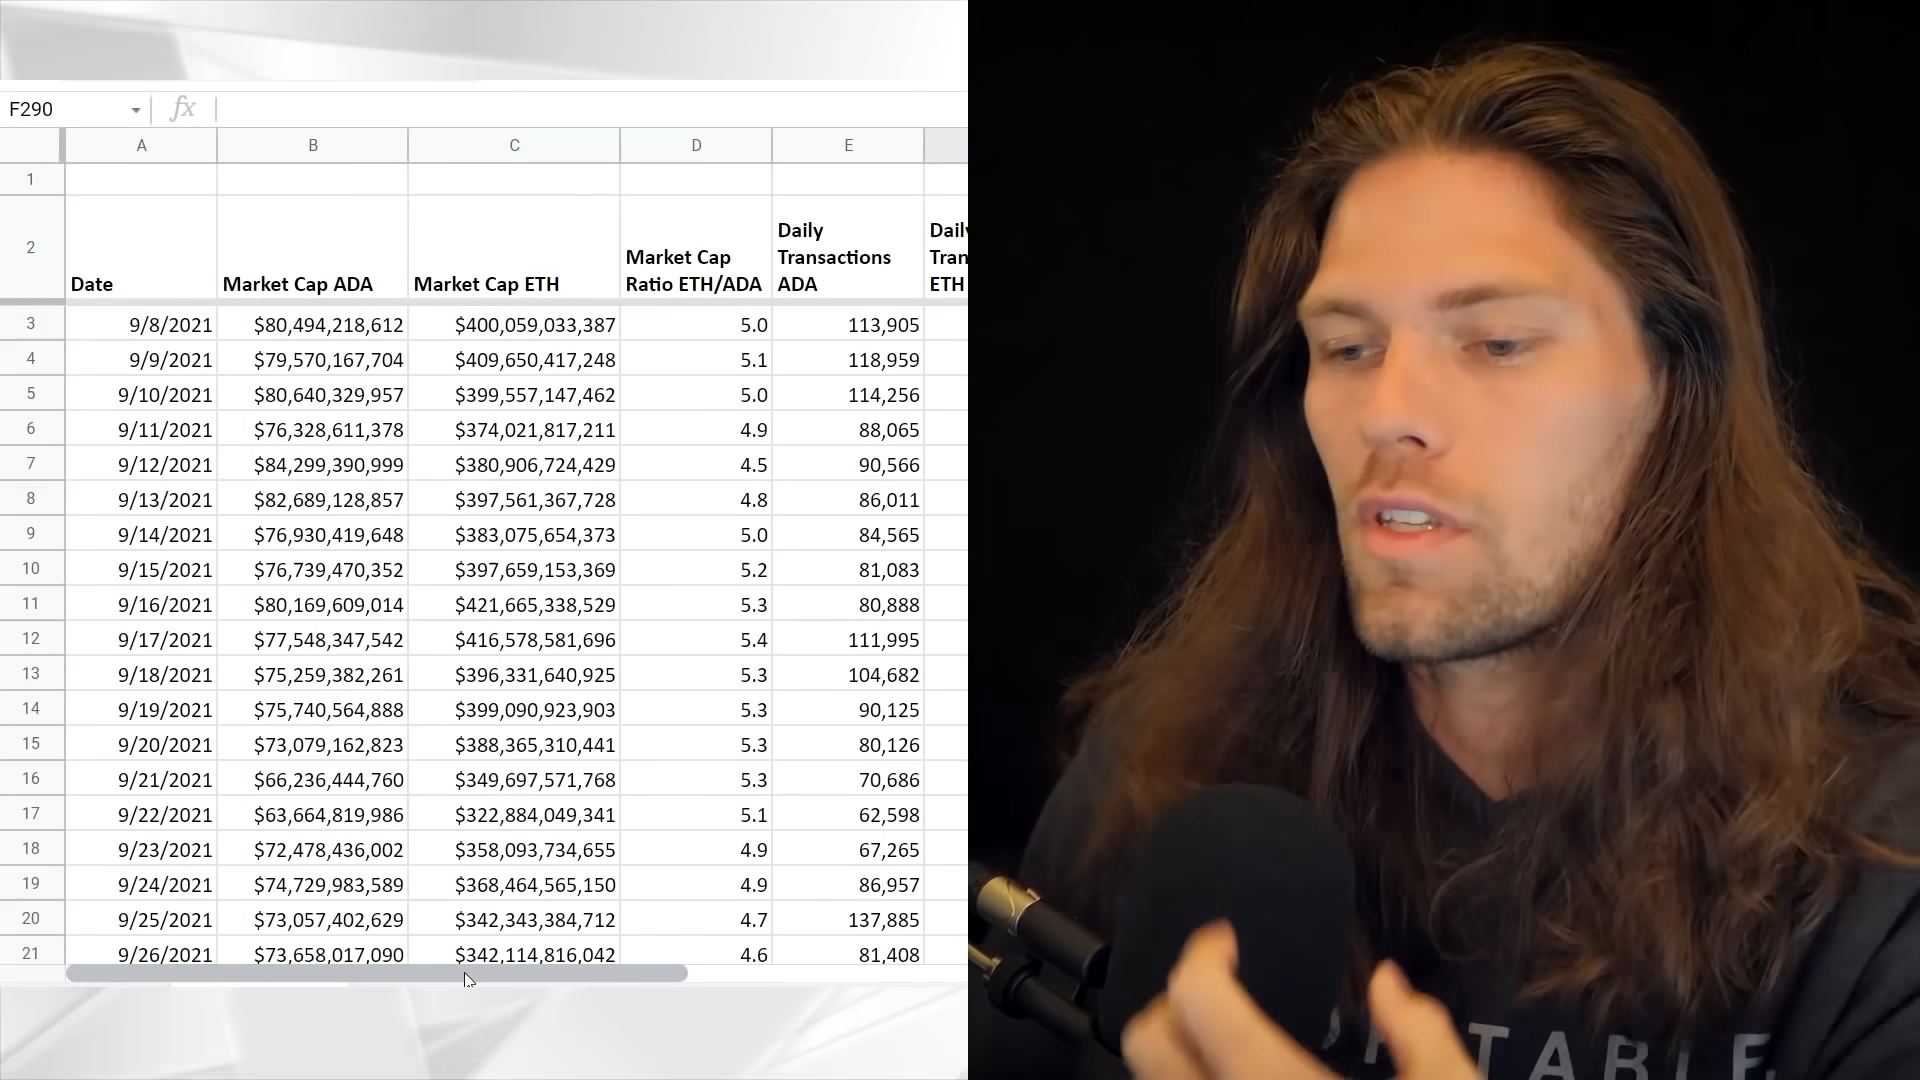 F290 fx
A B C D E
1
2
Date Market Cap ADA Market Cap ETH Market Cap Ratio ETH/ADA Daily Transactions ADA ETH
3 9/8/2021 $80,494,218,612 $400,059,033,387 5.0 113,905
4 9/9/2021 $79,570,167,704 $409,650,417,248 5.1 118,959
5 9/10/2021 $80,640,329,957 $399,557,147,462 5.0 114,256
6 9/11/2021 $76,328,611,378 $374,021,817,211 4.9 88,065
7 9/12/2021 $84,299,390,999 $380,906,724,429 4.5 90,566
8 9/13/2021 $82,689,128,857 $397,561,367,728 4.8 86,011
9 9/14/2021 $76,930,419,648 $383,075,654,373 5.0 84,565
10 9/15/2021 $76,739,470,352 $397,659,153,369 5.2 81,083
11 9/16/2021 $80,169,609,014 $421,665,338,529 5.3 80,888
12 9/17/2021 $77,548,347,542 $416,578,581,696 5.4 111,995
13 9/18/2021 $75,259,382,261 $396,331,640,925 5.3 104,682
14 9/19/2021 $75,740,564,888 $399,090,923,903 5.3 90,125
15 9/20/2021 $73,079,162,823 $388,365,310,441 5.3 80,126
16 9/21/2021 $66,236,444,760 $349,697,571,768 5.3 70,686
17 9/22/2021 $63,664,819,986 $322,884,049,341 5.1 62,598
18 9/23/2021 $72,478,436,002 $358,093,734,655 4.9 67,265
19 9/24/2021 $74,729,983,589 $368,464,565,150 4.9 86,957
20 9/25/2021 $73,057,402,629 $342,343,384,712 4.7 137,885
21 9/26/2021 $73,658,017,090 $342,114,816,042 4.6 81,408